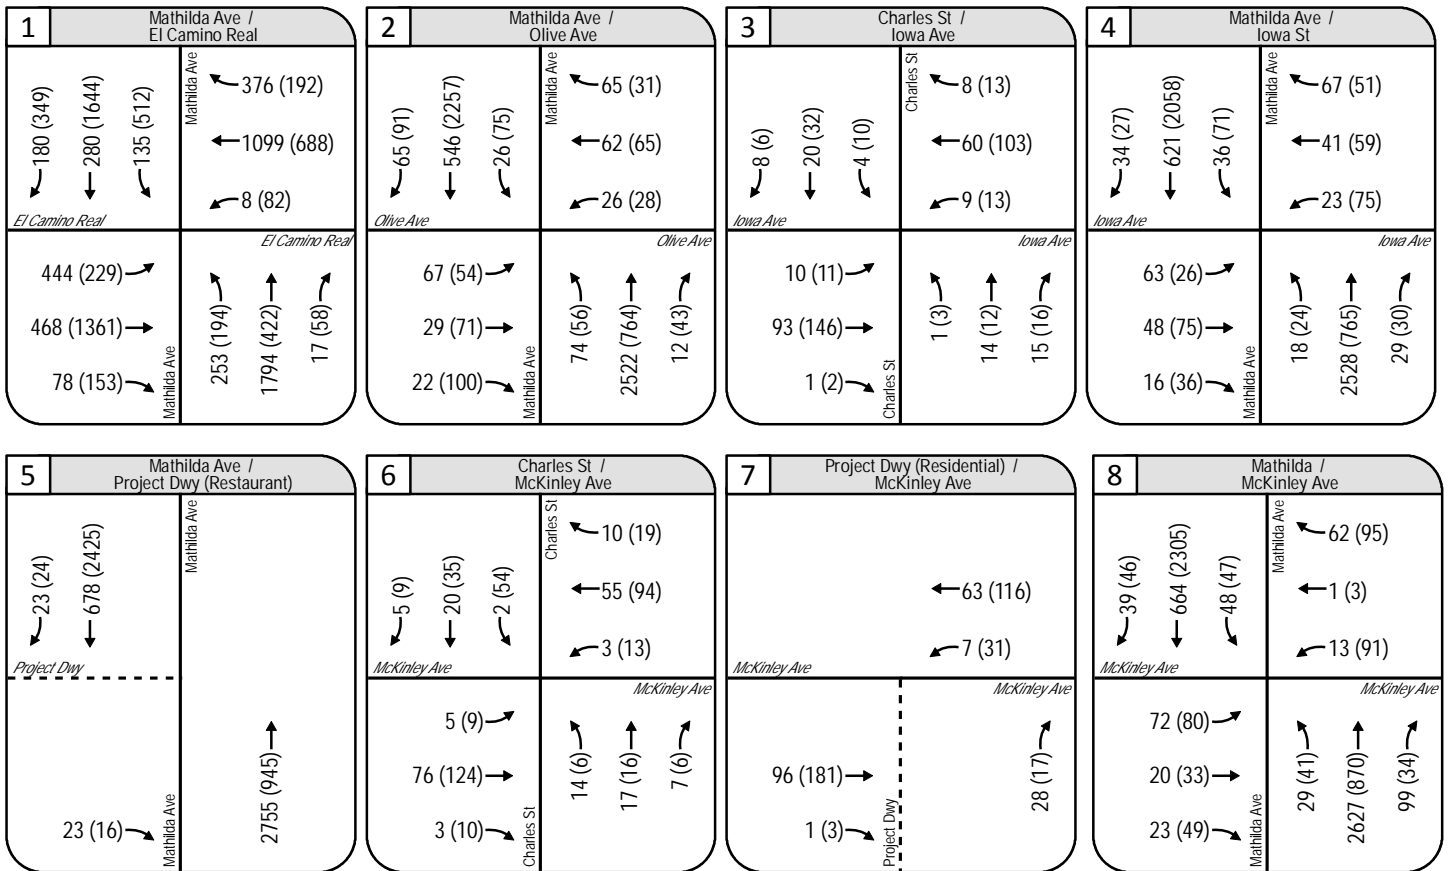 1
Mathilda Ave /
El Camino Real
180 (349)
280 (1644)
135 (512)
Mathilda Ave
376 (192)
1099 (688)
8 (82)
El Camino Real
El Camino Real
444 (229)
468 (1361)
78 (153)
Mathilda Ave
253 (194)
1794 (422)
17 (58)
2
Mathilda Ave /
Olive Ave
65 (91)
546 (2257)
26 (75)
Mathilda Ave
65 (31)
62 (65)
26 (28)
Olive Ave
Olive Ave
67 (54)
29 (71)
22 (100)
Mathilda Ave
74 (56)
2522 (764)
12 (43)
3
Charles St /
Iowa Ave
8 (6)
20 (32)
4 (10)
Charles St
8 (13)
60 (103)
9 (13)
Iowa Ave
Iowa Ave
10 (11)
93 (146)
1 (2)
Charles St
1 (3)
14 (12)
15 (16)
4
Mathilda Ave /
Iowa St
34 (27)
621 (2058)
36 (71)
Mathilda Ave
67 (51)
41 (59)
23 (75)
Iowa Ave
Iowa Ave
63 (26)
48 (75)
16 (36)
Mathilda Ave
18 (24)
2528 (765)
29 (30)
5
Mathilda Ave /
Project Dwy (Restaurant)
23 (24)
678 (2425)
Mathilda Ave
Project Dwy
23 (16)
Mathilda Ave
2755 (945)
6
Charles St /
McKinley Ave
5 (9)
20 (35)
2 (54)
Charles St
10 (19)
55 (94)
3 (13)
McKinley Ave
McKinley Ave
5 (9)
76 (124)
3 (10)
Charles St
14 (6)
17 (16)
7 (6)
7
Project Dwy (Residential) /
McKinley Ave
63 (116)
7 (31)
McKinley Ave
McKinley Ave
96 (181)
1 (3)
Project Dwy
28 (17)
8
Mathilda /
McKinley Ave
39 (46)
664 (2305)
48 (47)
Mathilda Ave
62 (95)
1 (3)
13 (91)
McKinley Ave
McKinley Ave
72 (80)
20 (33)
23 (49)
Mathilda Ave
29 (41)
2627 (870)
99 (34)